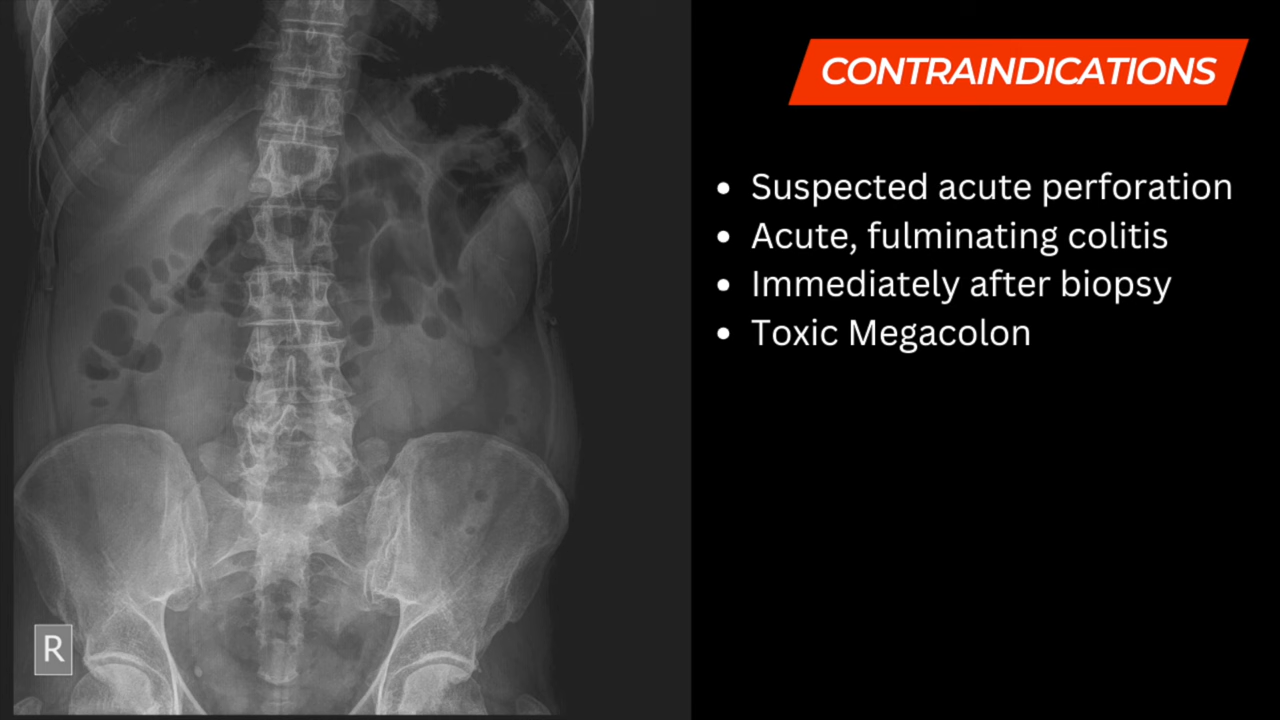 CONTRAINDICATIONS
• Suspected acute perforation
• Acute, fulminating colitis
• Immediately after biopsy
• Toxic Megacolon
R